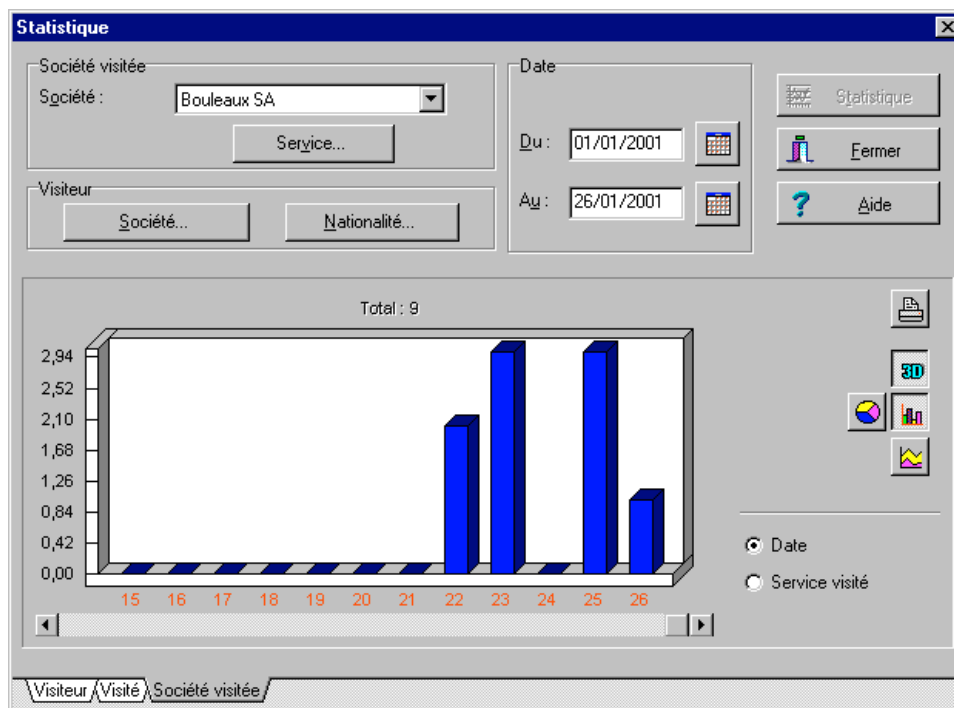 Statistique
Société visitée
Société :
Bouleaux SA
Service...
Visiteur
Société...
Nationalité...
Date
Du :
01/01/2001
Au :
26/01/2001
Statistique
Fermer
Aide
Total : 9
2,94
2,52
2,10
1,68
1,26
0,84
0,42
0,00
15 16 17 18 19 20 21 22 23 24 25 26
3D
Date
Service visité
Visiteur Visité Société visitée